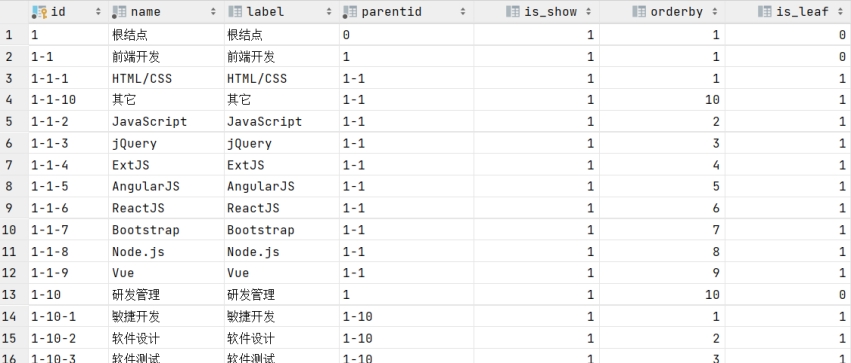 id name label parentid is_show orderby is_leaf
1 1 根结点 根结点 0 1 1 0
2 1-1 前端开发 前端开发 1 1 1 0
3 1-1-1 HTML/CSS HTML/CSS 1-1 1 1 1
4 1-1-10 其它 其它 1-1 1 10 1
5 1-1-2 JavaScript JavaScript 1-1 1 2 1
6 1-1-3 jQuery jQuery 1-1 1 3 1
7 1-1-4 ExtJS ExtJS 1-1 1 4 1
8 1-1-5 AngularJS AngularJS 1-1 1 5 1
9 1-1-6 ReactJS ReactJS 1-1 1 6 1
10 1-1-7 Bootstrap Bootstrap 1-1 1 7 1
11 1-1-8 Node.js Node.js 1-1 1 8 1
12 1-1-9 Vue Vue 1-1 1 9 1
13 1-10 研发管理 研发管理 1 1 10 0
14 1-10-1 敏捷开发 敏捷开发 1-10 1 1 1
15 1-10-2 软件设计 软件设计 1-10 1 2 1
16 1-10-3 软件测试 软件测试 1-10 1 3 1